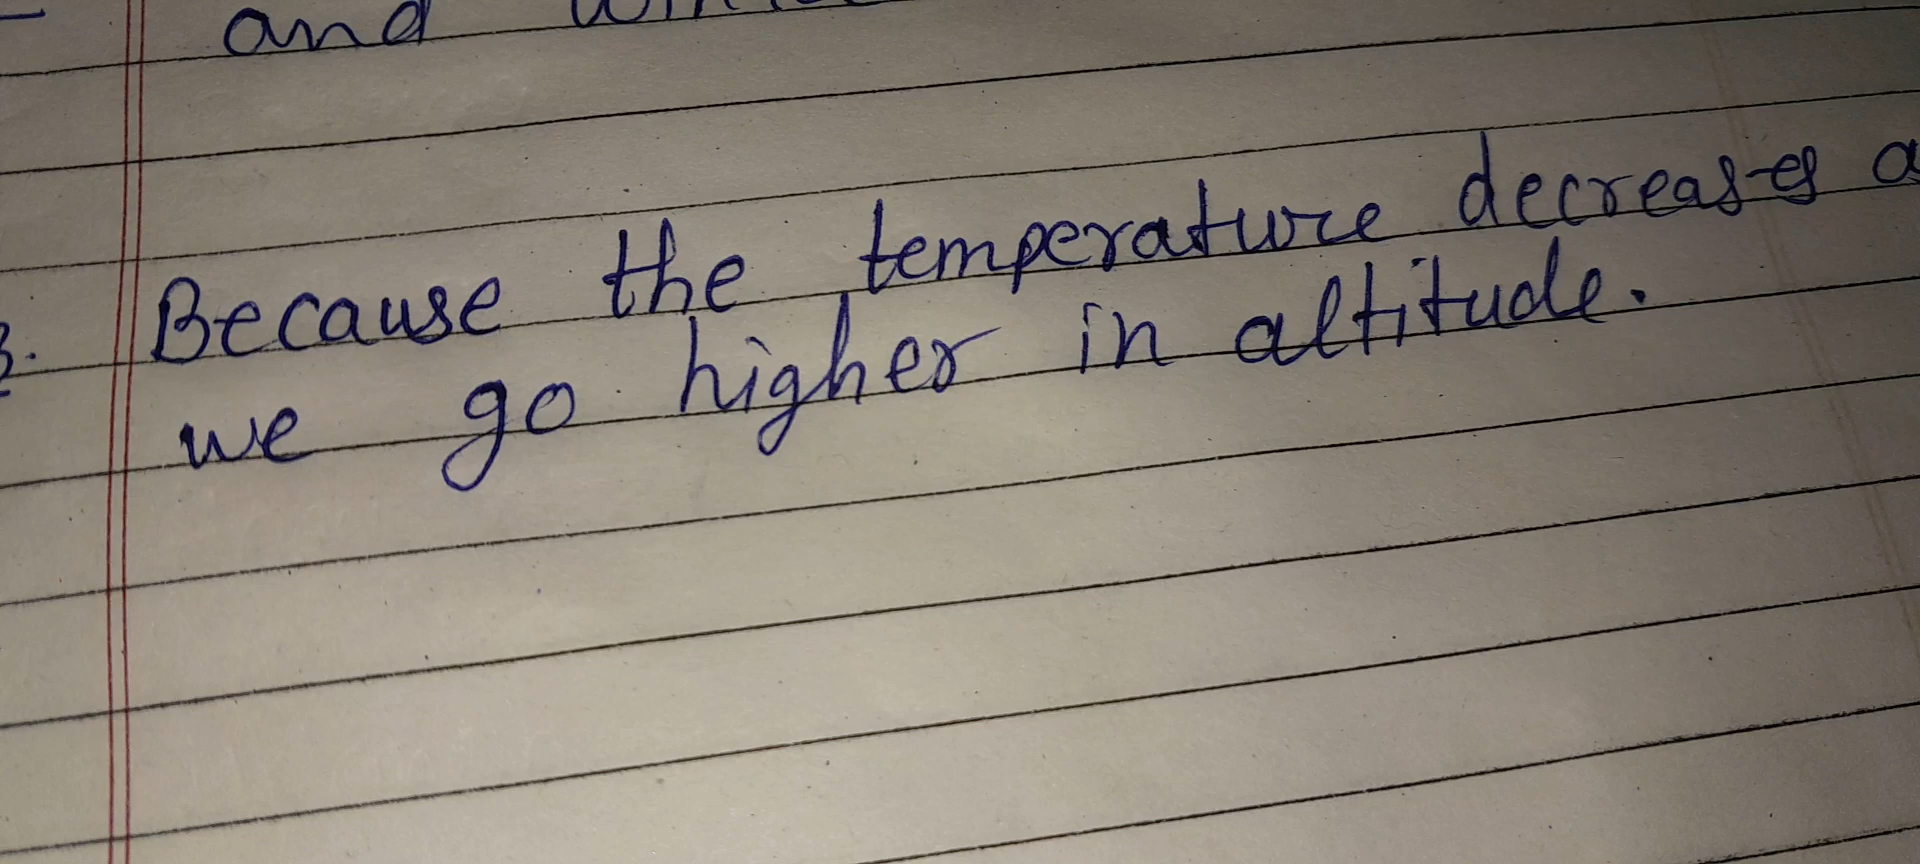 and
3. Because the temperature decreases
we go higher in altitude.